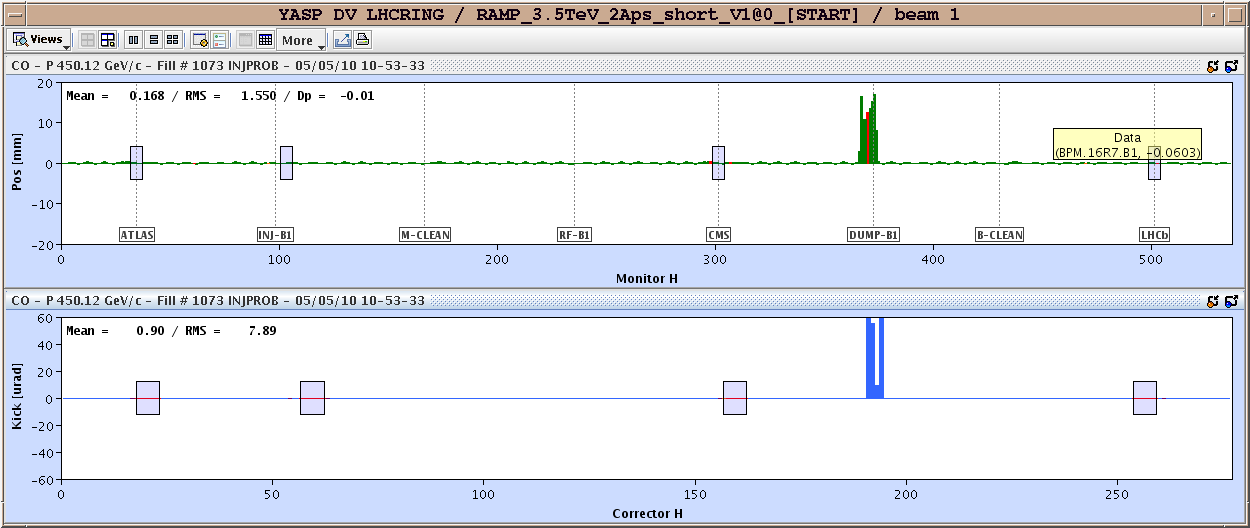 YASP DV LHCRING / RAMP_3.5TeV_2Aps_short_V1@0_[START] / beam 1
Views More
CO - P 450.12 GeV/c - Fill # 1073 INJPROB - 05/05/10 10-53-33
Mean = 0.168 / RMS = 1.550 / Dp = -0.01
Pos [mm]
20
10
0
-10
-20
Data
(BPM.16R7.B1, -0.0603)
ATLAS INJ-B1 M-CLEAN RF-B1 CMS DUMP-B1 B-CLEAN LHCb
0 100 200 300 400 500
Monitor H
CO - P 450.12 GeV/c - Fill # 1073 INJPROB - 05/05/10 10-53-33
Mean = 0.90 / RMS = 7.89
Kick [urad]
60
40
20
0
-20
-40
-60
0 50 100 150 200 250
Corrector H